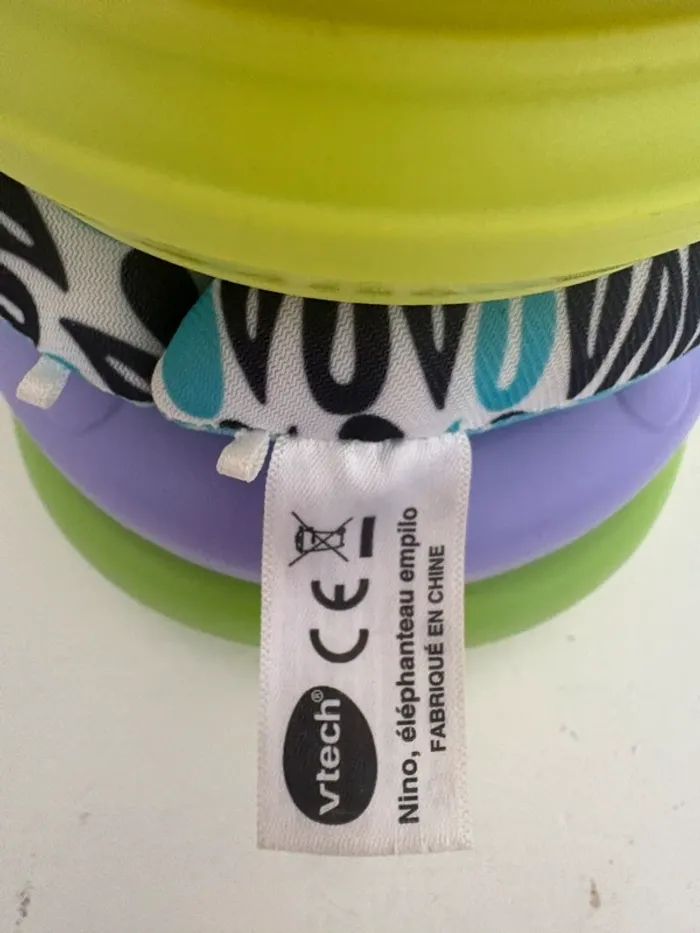 vtech®
CE
Nino, éléphanteau empilo
FABRIQUÉ EN CHINE